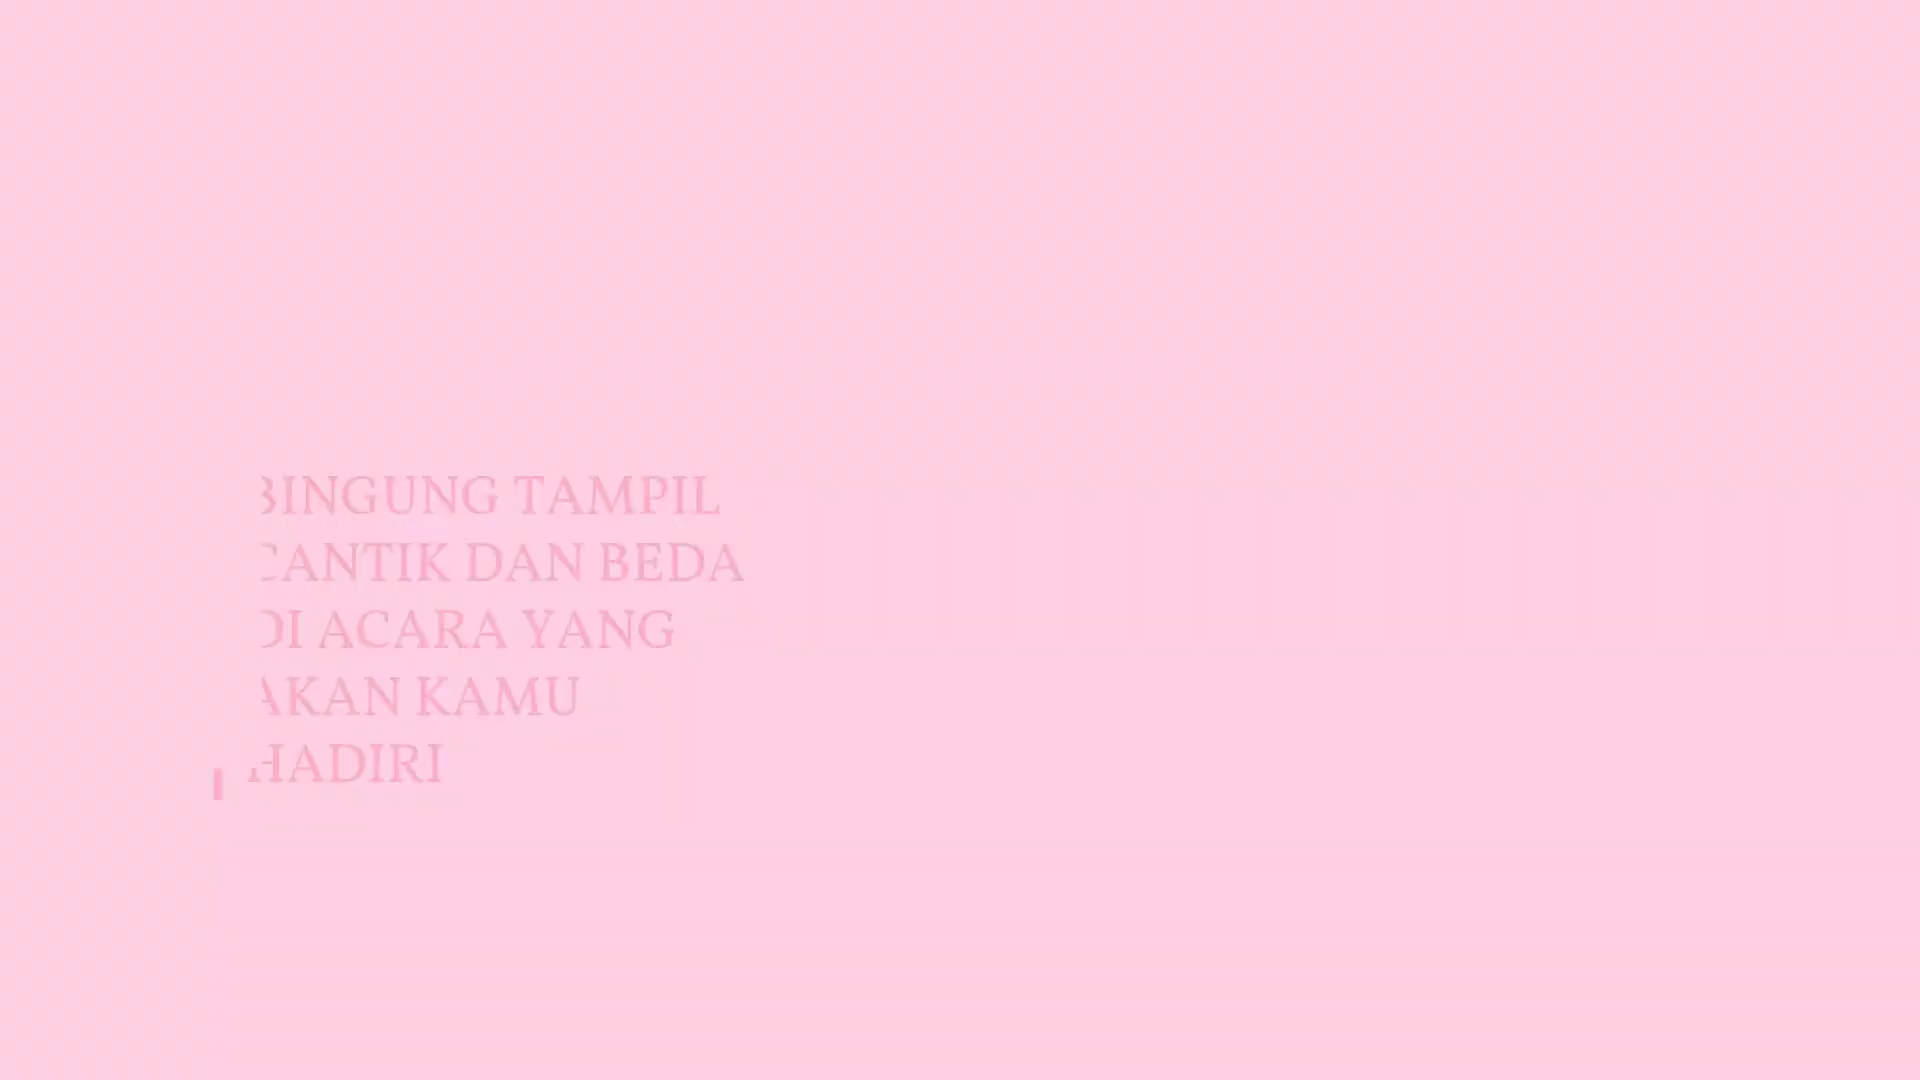 BINGUNG TAMPIL
CANTIK DAN BEDA
DI ACARA YANG
AKAN KAMU
HADIRI